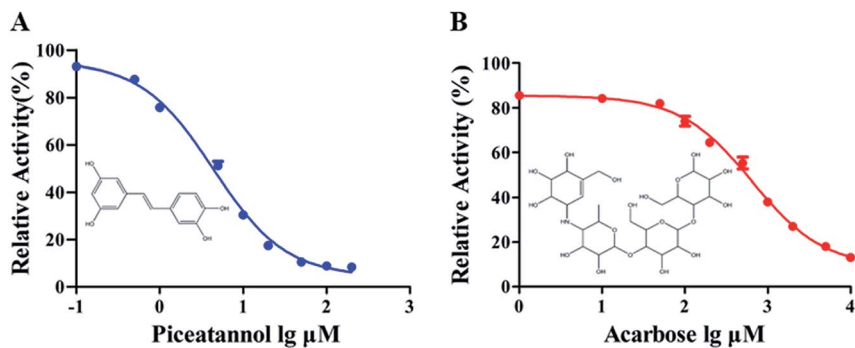 A
Relative Activity(%)
100
80
60
40
20
0
-1
0
1
2
3
Piceatannol lg µM
HO
HO
OH
OH
B
Relative Activity (%)
100
80
60
40
20
0
0
1
2
3
4
Acarbose lg µM
OH
HO
HO
OH
HN
HO
OH
HO
O
O
OH
OH
O
HO
O
OH
O
OH
OH
OH